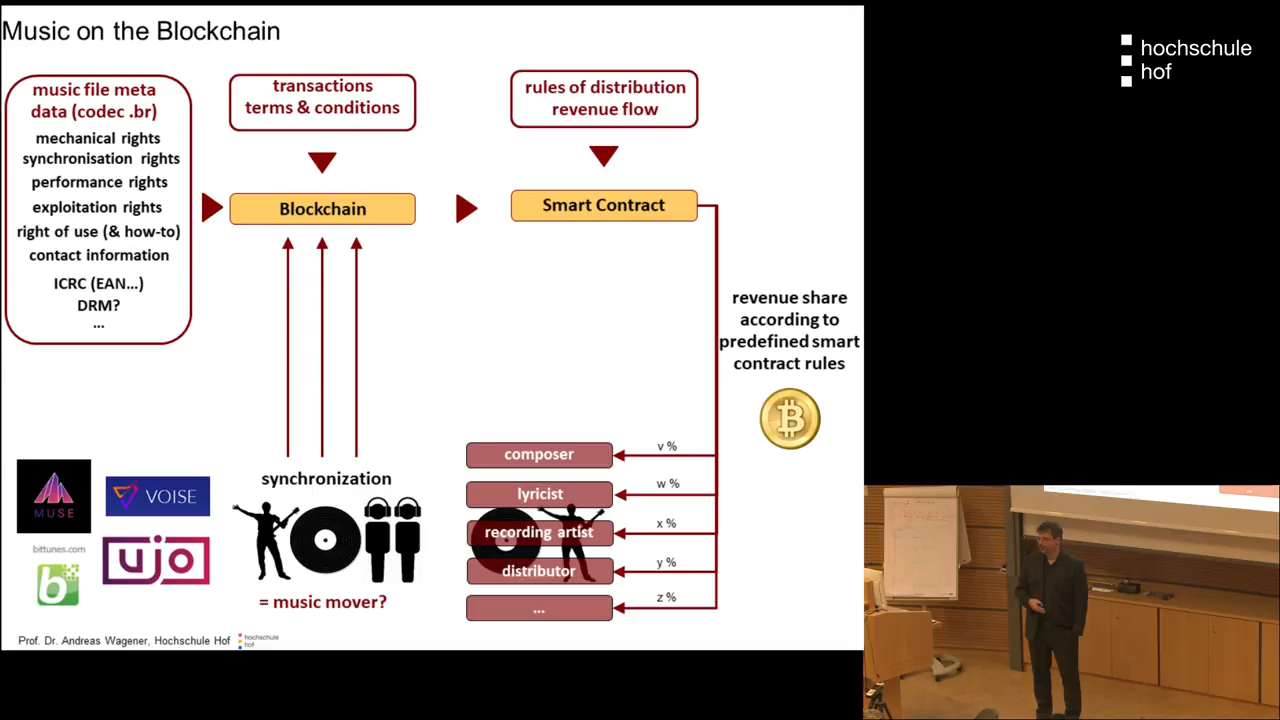 Music on the Blockchain
music file meta
data (codec .br)
mechanical rights
synchronisation rights
performance rights
exploitation rights
right of use (& how-to)
contact information
ICRC (EAN...)
DRM?
...
transactions
terms & conditions
Blockchain
rules of distribution
revenue flow
Smart Contract
revenue share
according to
predefined smart
contract rules
composer
v %
lyricist
w %
recording artist
x %
distributor
y %
...
z %
synchronization
= music mover?
MUSE
VOISE
bittunes.com
b
ujo
Prof. Dr. Andreas Wagener, Hochschule Hof
hochschule
hof
hochschule
hof